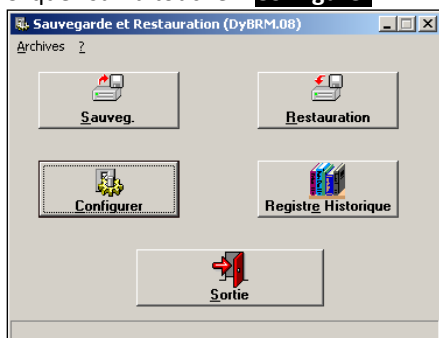 Sauvegarde et Restauration (DyBRM.08)
Archives ?
Sauveg. Restauration
Configurer Registre Historique
Sortie